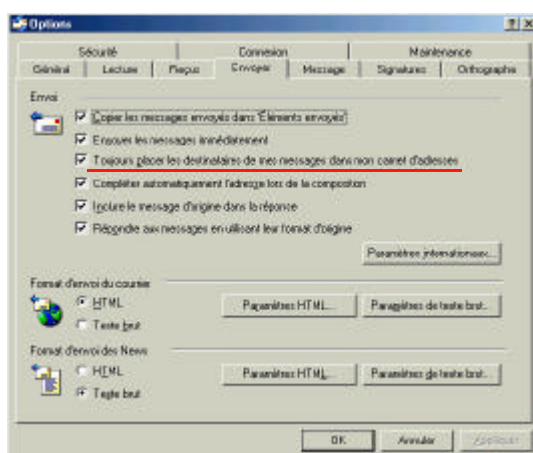 Options
Sécurité Connexion Maintenance
Général Lecture Reçus Envoyer Message Signatures Orthographe
Envoi
Copier les messages envoyés dans 'Éléments envoyés'
Envoyer les messages immédiatement
Toujours placer les destinataires de mes messages dans mon carnet d'adresses
Compléter automatiquement l'adresse lors de la composition
Inclure le message d'origine dans la réponse
Répondre aux messages en utilisant leur format d'origine
Paramètres internationaux...
Format d'envoi du courrier
HTML Paramètres HTML... Paramètres de texte brut...
Texte brut
Format d'envoi des News
HTML Paramètres HTML... Paramètres de texte brut...
Texte brut
OK Annuler Appliquer